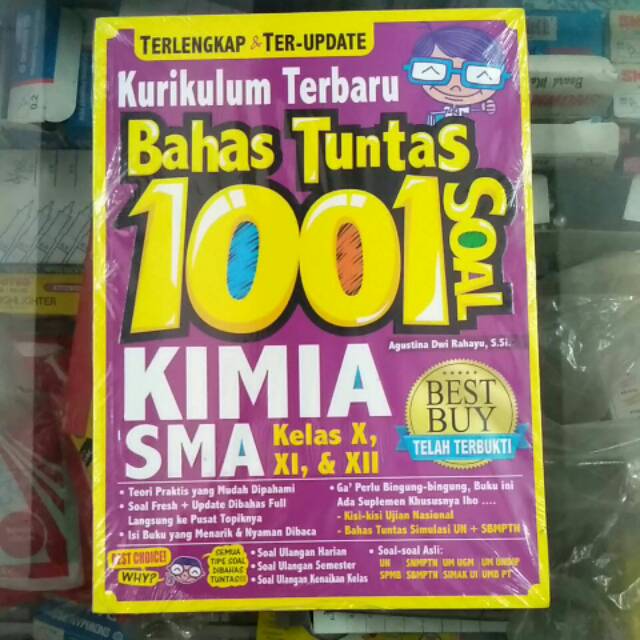 TERLENGKAP & TER-UPDATE
Kurikulum Terbaru
Bahas Tuntas
1001 SOAL
Agustina Dwi Rahayu, S.Si.
KIMIA
SMA Kelas X,
XI, & XII
BEST
BUY
TELAH TERBUKTI
• Teori Praktis yang Mudah Dipahami
• Soal Fresh + Update Dibahas Full
Langsung ke Pusat Topiknya
• Isi Buku yang Menarik & Nyaman Dibaca
• Ga' Perlu Bingung-bingung, Buku ini
Ada Suplemen Khususnya lho ....
- Kisi-kisi Ujian Nasional
- Bahas Tuntas Simulasi UN + SBMPTN
BEST CHOICE!
WHY?
SEMUA
TIPE SOAL
DIBAHAS
TUNTAS!!!
• Soal Ulangan Harian
• Soal Ulangan Semester
• Soal Ulangan Kenaikan Kelas
• Soal-soal Asli:
UN SNMPTN UM UGM UM UNDIP
SPMB SBMPTN SIMAK UI UMB PT